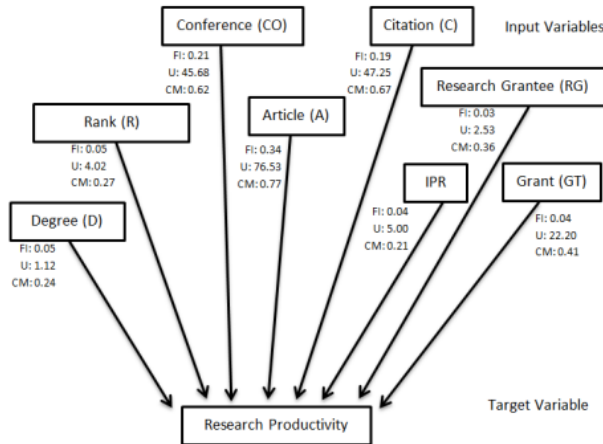 Conference (CO)
Citation (C)
Input Variables
FI: 0.21
U: 45.68
CM: 0.62
FI: 0.19
U: 47.25
CM: 0.67
Research Grantee (RG)
FI: 0.03
U: 2.53
CM: 0.36
Rank (R)
FI: 0.05
U: 4.02
CM: 0.27
Article (A)
FI: 0.34
U: 76.53
CM: 0.77
IPR
FI: 0.04
U: 5.00
CM: 0.21
Grant (GT)
FI: 0.04
U: 22.20
CM: 0.41
Degree (D)
FI: 0.05
U: 1.12
CM: 0.24
Research Productivity
Target Variable